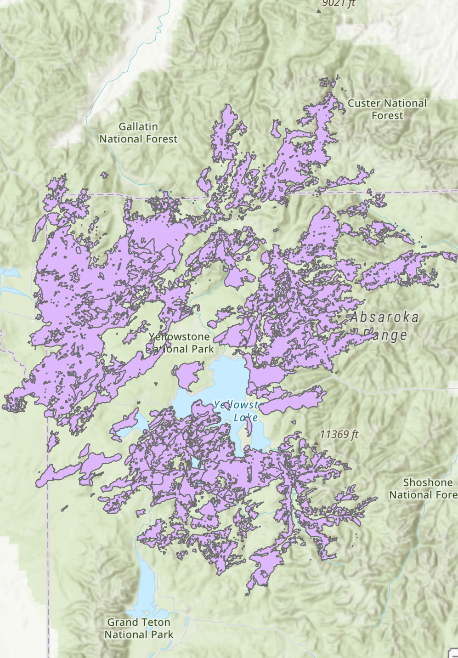 9021 ft
Custer National
Forest
Gallatin
National Forest
Absaroka
Range
Yellowstone
National Park
Yellowst
Lake
11369 ft
Shoshone
National Fore
Grand Teton
National Park